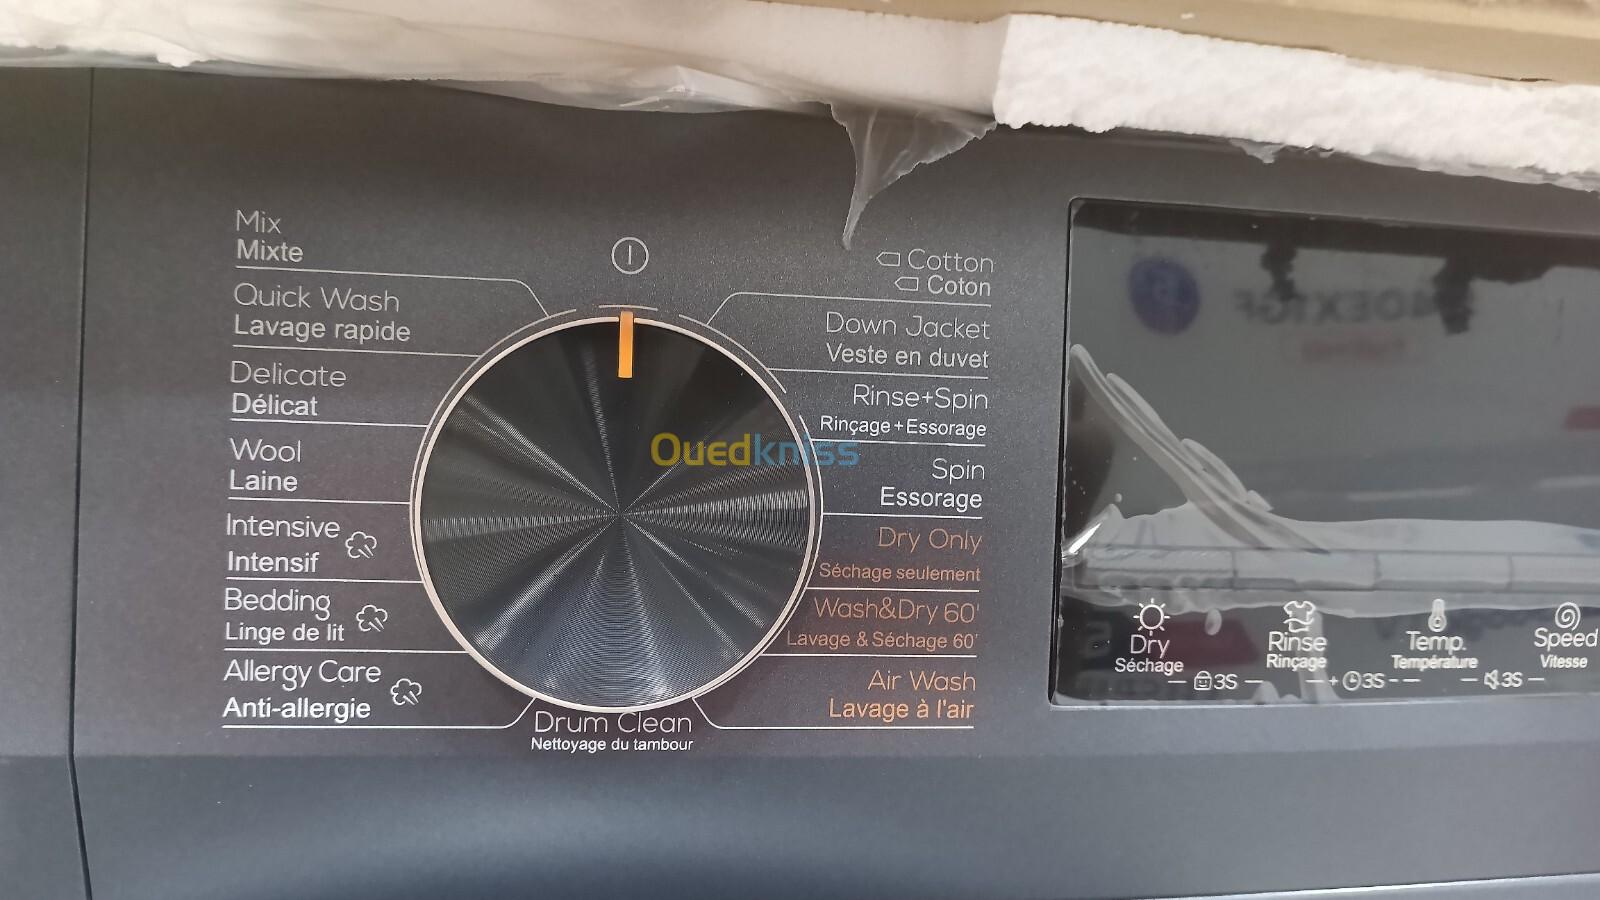 Mix
Mixte
Quick Wash
Lavage rapide
Delicate
Délicat
Wool
Laine
Intensive
Intensif
Bedding
Linge de lit
Allergy Care
Anti-allergie
Drum Clean
Nettoyage du tambour
Cotton
Coton
Down Jacket
Veste en duvet
Rinse+Spin
Rinçage+Essorage
Spin
Essorage
Dry Only
Séchage seulement
Wash&Dry 60'
Lavage & Séchage 60'
Air Wash
Lavage à l'air
Ouedkniss
Dry
Séchage
Rinse
Rinçage
Temp.
Température
Speed
Vitesse
3S
+ 3S
3S